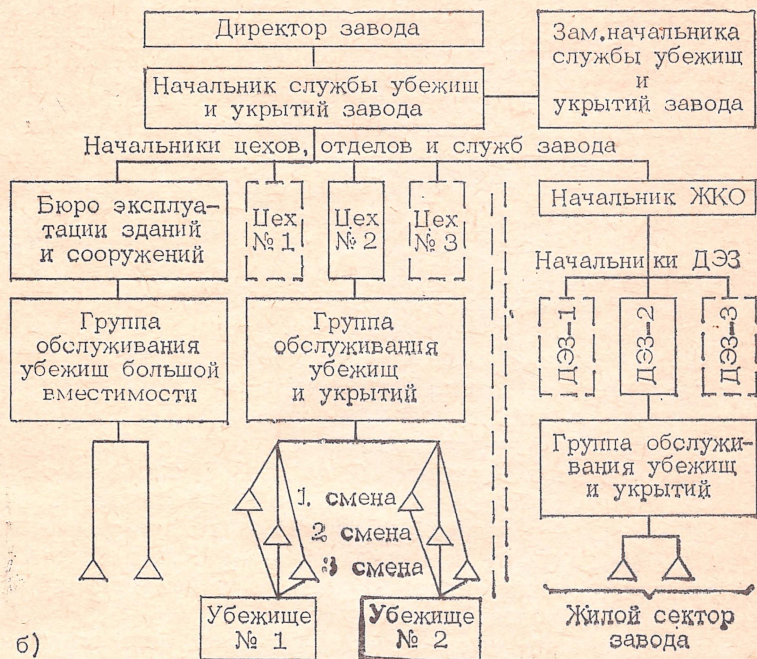 Директор завода
Зам.начальника
службы убежищ
и
укрытий завода
Начальник службы убежищ
и укрытий завода
Начальники цехов, отделов и служб завода
Бюро эксплуа-
тации зданий
и сооружений
Цех
№ 1
Цех
№ 2
Цех
№ 3
Начальник ЖКО
Начальники ДЭЗ
ДЭЗ-1
ДЭЗ-2
ДЭЗ-3
Группа
обслуживания
убежищ большой
вместимости
Группа
обслуживания
убежищ
и укрытий
Группа обслужи-
вания убежищ
и укрытий
1. смена
2 смена
3 смена
Убежище
№ 1
Убежище
№ 2
Жилой сектор
завода
б)